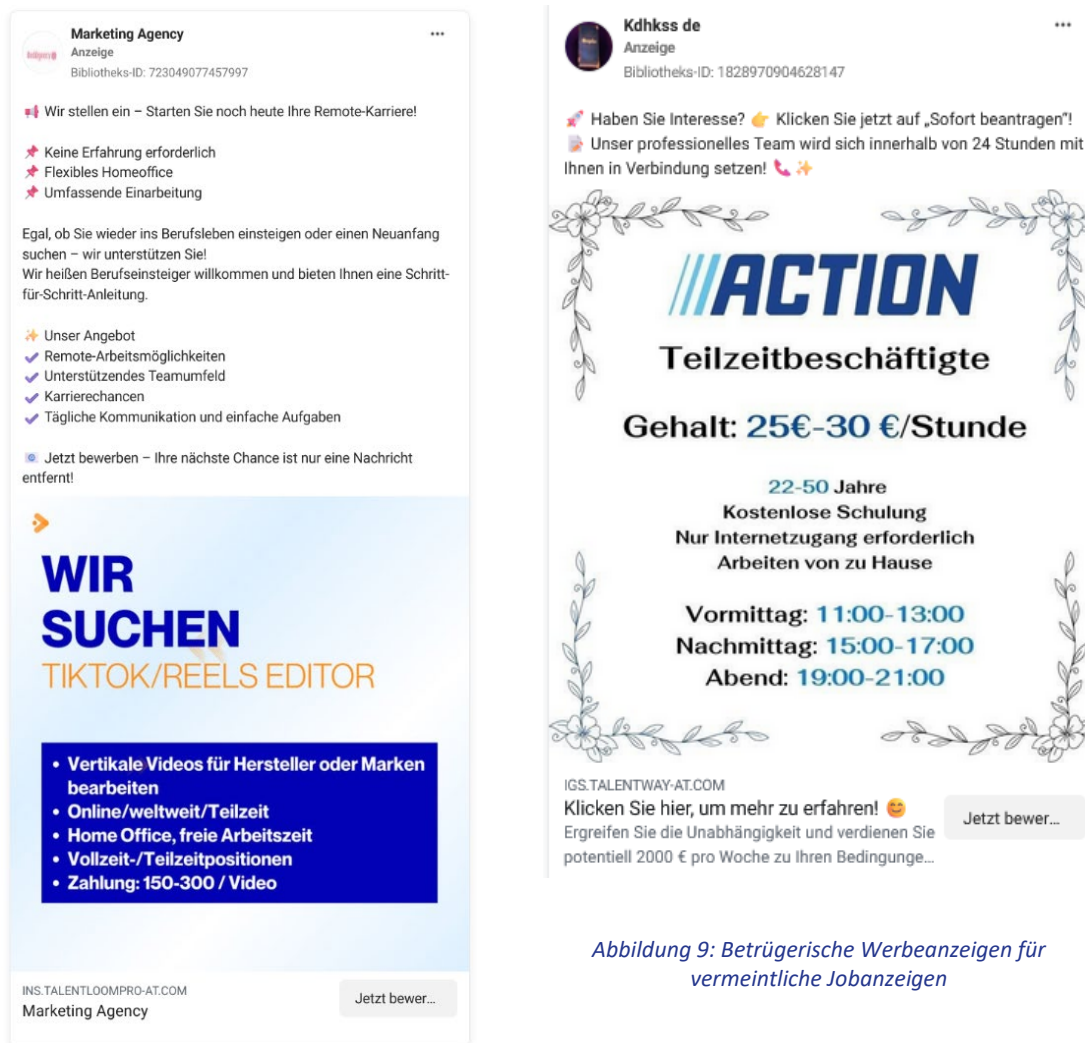 Marketing Agency
Anzeige
Bibliotheks-ID: 723049077457997
Wir stellen ein – Starten Sie noch heute Ihre Remote-Karriere!
Keine Erfahrung erforderlich
Flexibles Homeoffice
Umfassende Einarbeitung
Egal, ob Sie wieder ins Berufsleben einsteigen oder einen Neuanfang
suchen – wir unterstützen Sie!
Wir heißen Berufseinsteiger willkommen und bieten Ihnen eine Schritt-
für-Schritt-Anleitung.
Unser Angebot
Remote-Arbeitsmöglichkeiten
Unterstützendes Teamumfeld
Karrierechancen
Tägliche Kommunikation und einfache Aufgaben
Jetzt bewerben – Ihre nächste Chance ist nur eine Nachricht
entfernt!
WIR
SUCHEN
TIKTOK/REELS EDITOR
• Vertikale Videos für Hersteller oder Marken
bearbeiten
• Online/weltweit/Teilzeit
• Home Office, freie Arbeitszeit
• Vollzeit-/Teilzeitpositionen
• Zahlung: 150-300 / Video
INS.TALENTLOOMPRO-AT.COM
Marketing Agency
Jetzt bewer...
Kdhkss de
Anzeige
Bibliotheks-ID: 1828970904628147
Haben Sie Interesse? Klicken Sie jetzt auf „Sofort beantragen"!
Unser professionelles Team wird sich innerhalb von 24 Stunden mit
Ihnen in Verbindung setzen!
ACTION
Teilzeitbeschäftigte
Gehalt: 25€-30 €/Stunde
22-50 Jahre
Kostenlose Schulung
Nur Internetzugang erforderlich
Arbeiten von zu Hause
Vormittag: 11:00-13:00
Nachmittag: 15:00-17:00
Abend: 19:00-21:00
IGS.TALENTWAY-AT.COM
Klicken Sie hier, um mehr zu erfahren!
Ergreifen Sie die Unabhängigkeit und verdienen Sie
potentiell 2000 € pro Woche zu Ihren Bedingunge...
Jetzt bewer...
Abbildung 9: Betrügerische Werbeanzeigen für
vermeintliche Jobanzeigen